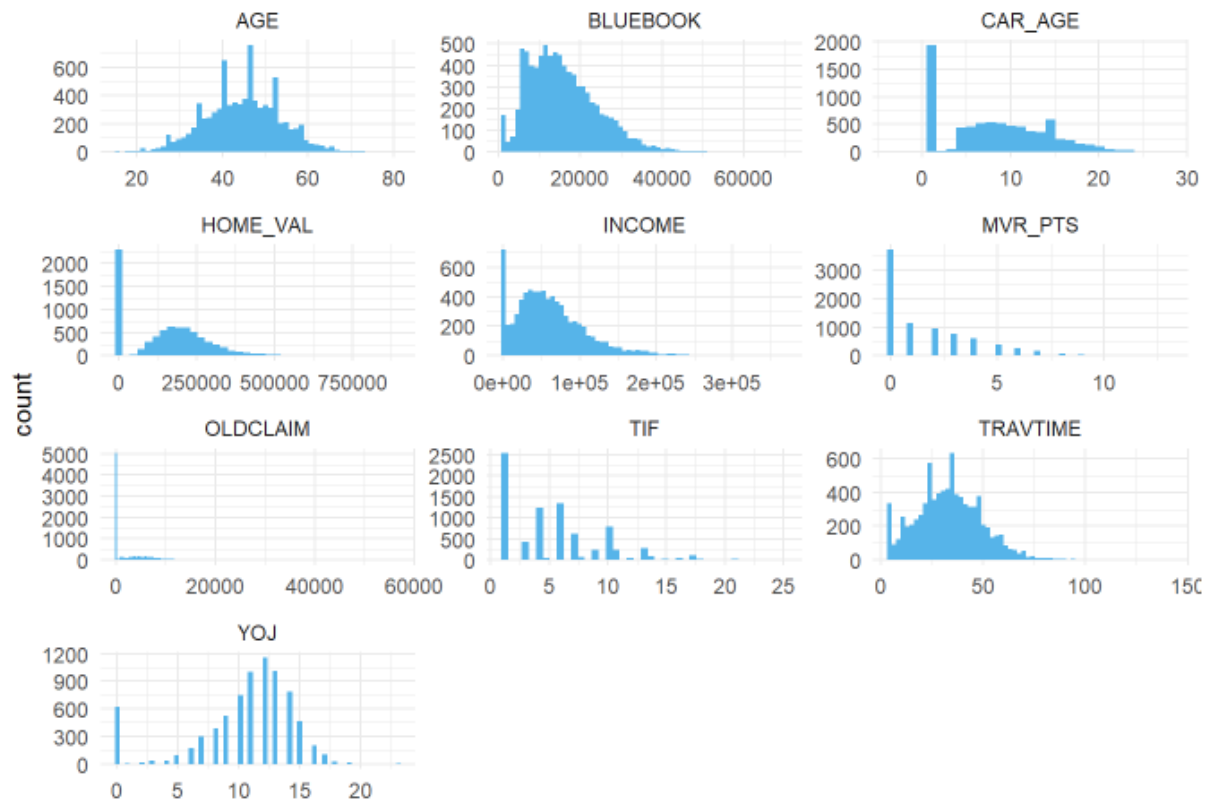 AGE
600
400
200
0
20 40 60 80
BLUEBOOK
500
400
300
200
100
0
0 20000 40000 60000
CAR_AGE
2000
1500
1000
500
0
0 10 20 30
HOME_VAL
2000
1500
1000
500
0
0 250000 500000 750000
INCOME
600
400
200
0
0e+00 1e+05 2e+05 3e+05
MVR_PTS
3000
2000
1000
0
0 5 10
count
OLDCLAIM
5000
4000
3000
2000
1000
0
0 20000 40000 60000
TIF
2500
2000
1500
1000
500
0
0 5 10 15 20 25
TRAVTIME
600
400
200
0
0 50 100 150
YOJ
1200
900
600
300
0
0 5 10 15 20